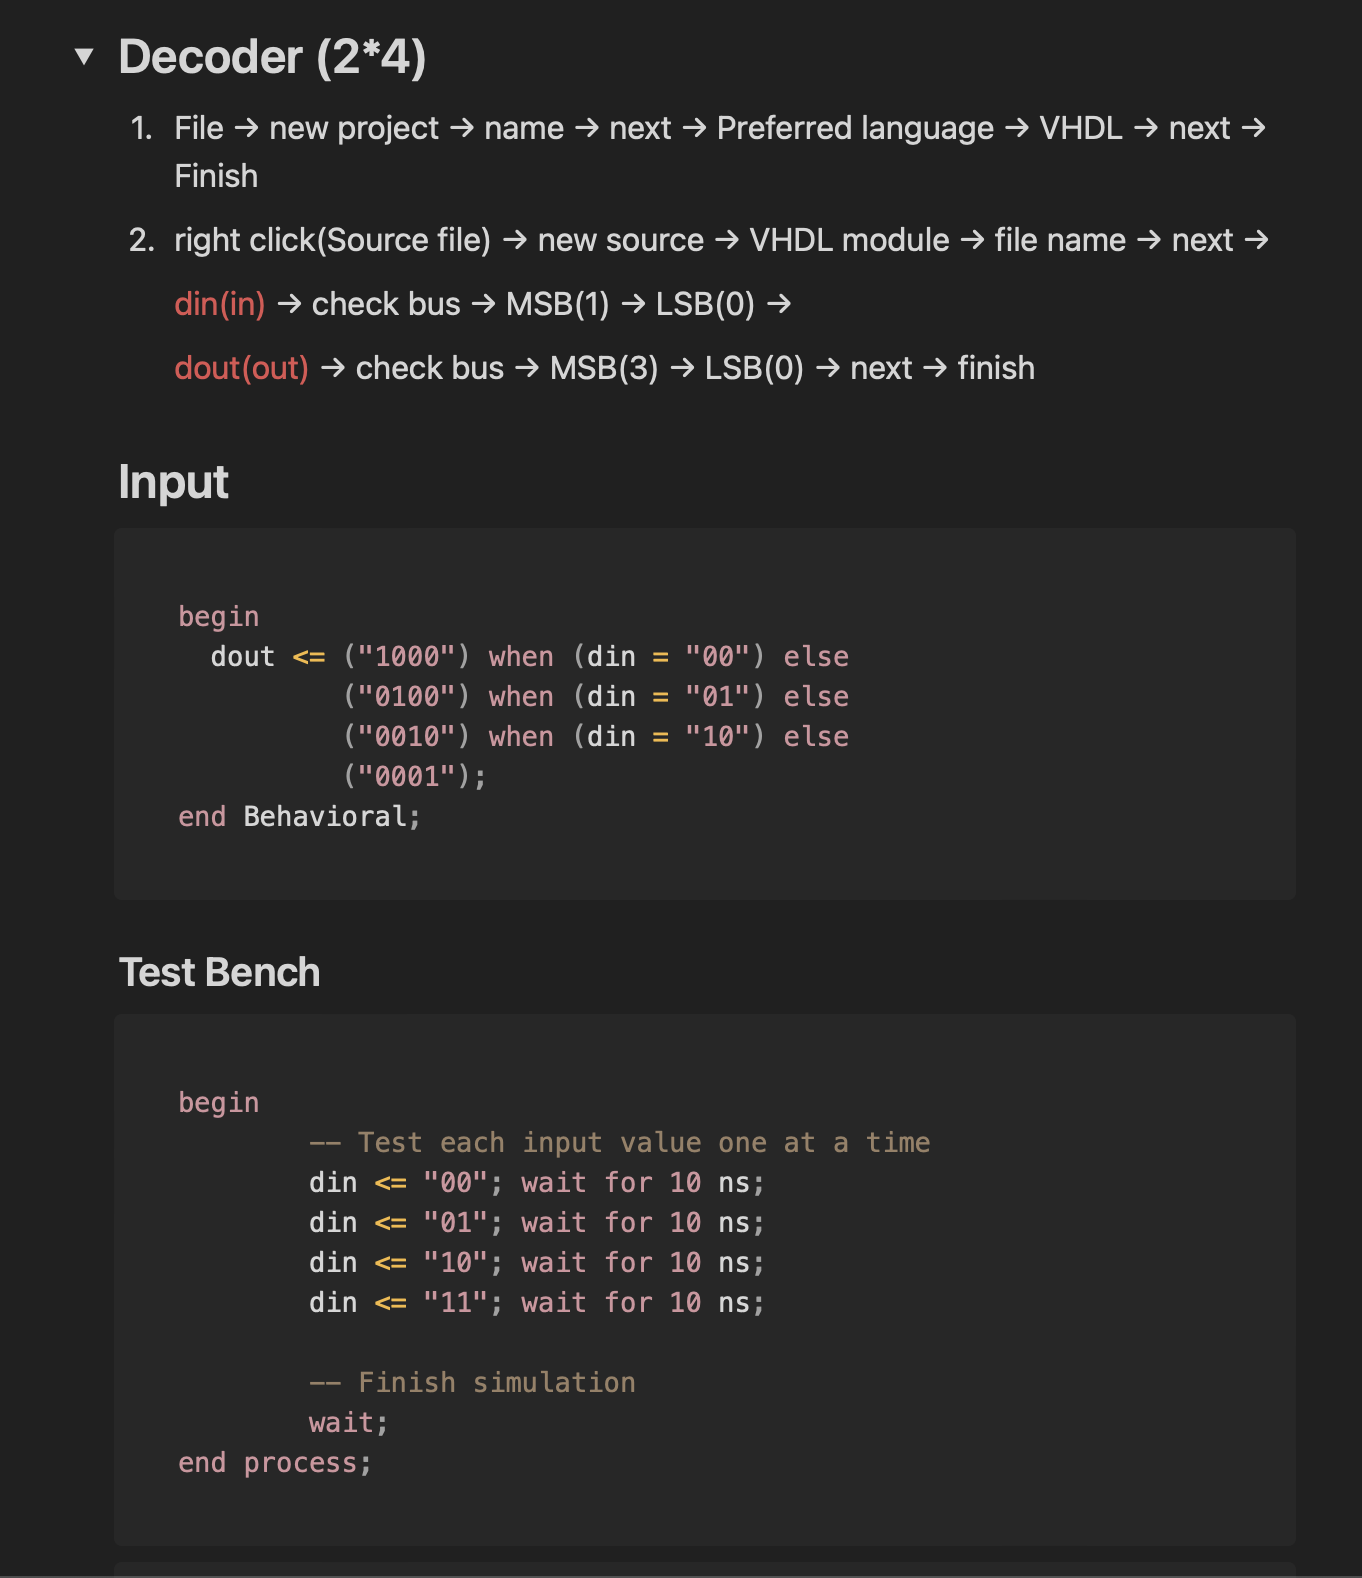 Decoder (2*4)
1. File → new project → name → next → Preferred language → VHDL → next →
Finish
2. right click(Source file) → new source → VHDL module → file name → next →
din(in) → check bus → MSB(1) → LSB(0) →
dout(out) → check bus → MSB(3) → LSB(0) → next → finish
Input
begin
  dout <= ("1000") when (din = "00") else
          ("0100") when (din = "01") else
          ("0010") when (din = "10") else
          ("0001");
end Behavioral;
Test Bench
begin
        -- Test each input value one at a time
        din <= "00"; wait for 10 ns;
        din <= "01"; wait for 10 ns;
        din <= "10"; wait for 10 ns;
        din <= "11"; wait for 10 ns;
        -- Finish simulation
        wait;
end process;